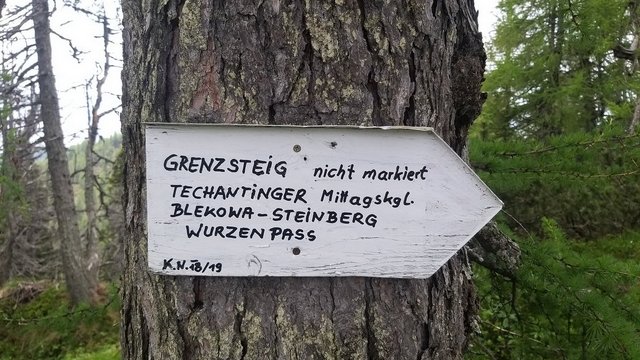 GRENZSTEIG nicht markiert
TECHANTINGER Mittagskgl.
BLEKOWA-STEINBERG
WURZENPASS
K.N.18/19